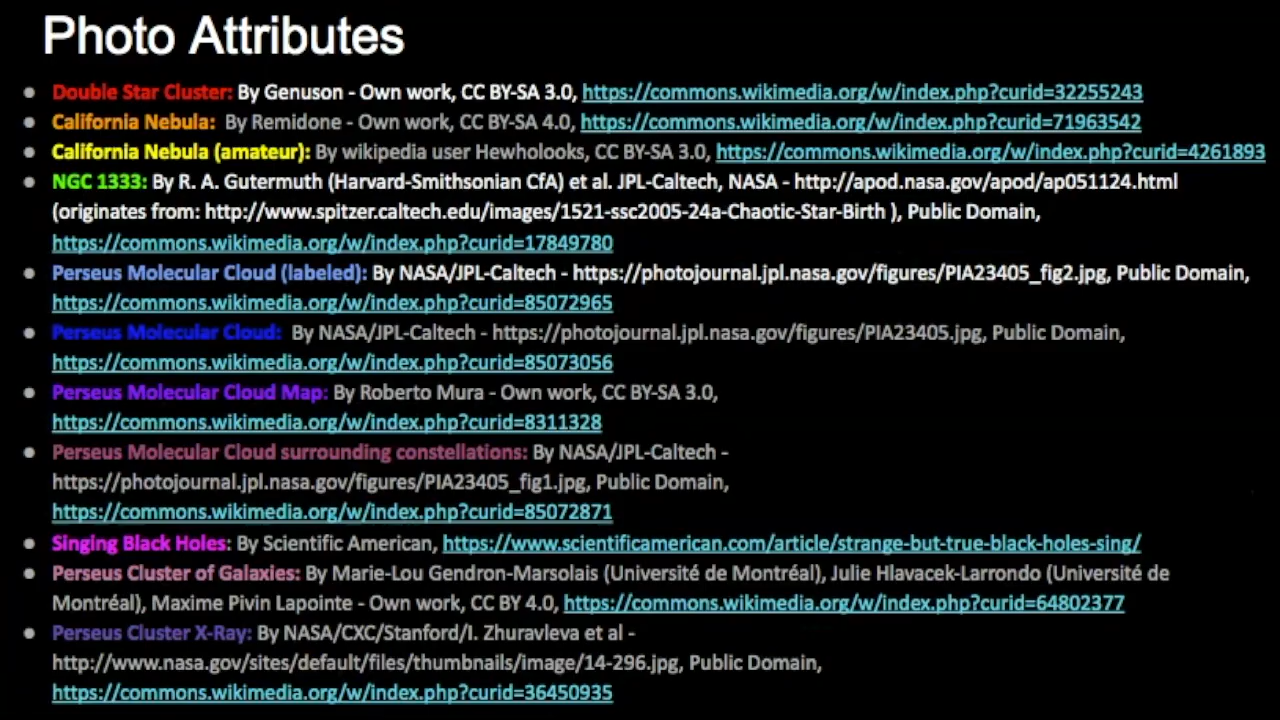 Photo Attributes
Double Star Cluster: By Genuson - Own work, CC BY-SA 3.0, https://commons.wikimedia.org/w/index.php?curid=32255243
California Nebula: By Remidone - Own work, CC BY-SA 4.0, https://commons.wikimedia.org/w/index.php?curid=71963542
California Nebula (amateur): By wikipedia user Hewholooks, CC BY-SA 3.0, https://commons.wikimedia.org/w/index.php?curid=4261893
NGC 1333: By R. A. Gutermuth (Harvard-Smithsonian CfA) et al. JPL-Caltech, NASA - http://apod.nasa.gov/apod/ap051124.html
(originates from: http://www.spitzer.caltech.edu/images/1521-ssc2005-24a-Chaotic-Star-Birth ), Public Domain,
https://commons.wikimedia.org/w/index.php?curid=17849780
Perseus Molecular Cloud (labeled): By NASA/JPL-Caltech - https://photojournal.jpl.nasa.gov/figures/PIA23405_fig2.jpg, Public Domain,
https://commons.wikimedia.org/w/index.php?curid=85072965
Perseus Molecular Cloud: By NASA/JPL-Caltech - https://photojournal.jpl.nasa.gov/figures/PIA23405.jpg, Public Domain,
https://commons.wikimedia.org/w/index.php?curid=85073056
Perseus Molecular Cloud Map: By Roberto Mura - Own work, CC BY-SA 3.0,
https://commons.wikimedia.org/w/index.php?curid=8311328
Perseus Molecular Cloud surrounding constellations: By NASA/JPL-Caltech -
https://photojournal.jpl.nasa.gov/figures/PIA23405_fig1.jpg, Public Domain,
https://commons.wikimedia.org/w/index.php?curid=85072871
Singing Black Holes: By Scientific American, https://www.scientificamerican.com/article/strange-but-true-black-holes-sing/
Perseus Cluster of Galaxies: By Marie-Lou Gendron-Marsolais (Université de Montréal), Julie Hlavacek-Larrondo (Université de
Montréal), Maxime Pivin Lapointe - Own work, CC BY 4.0, https://commons.wikimedia.org/w/index.php?curid=64802377
Perseus Cluster X-Ray: By NASA/CXC/Stanford/I. Zhuravleva et al -
http://www.nasa.gov/sites/default/files/thumbnails/image/14-296.jpg, Public Domain,
https://commons.wikimedia.org/w/index.php?curid=36450935